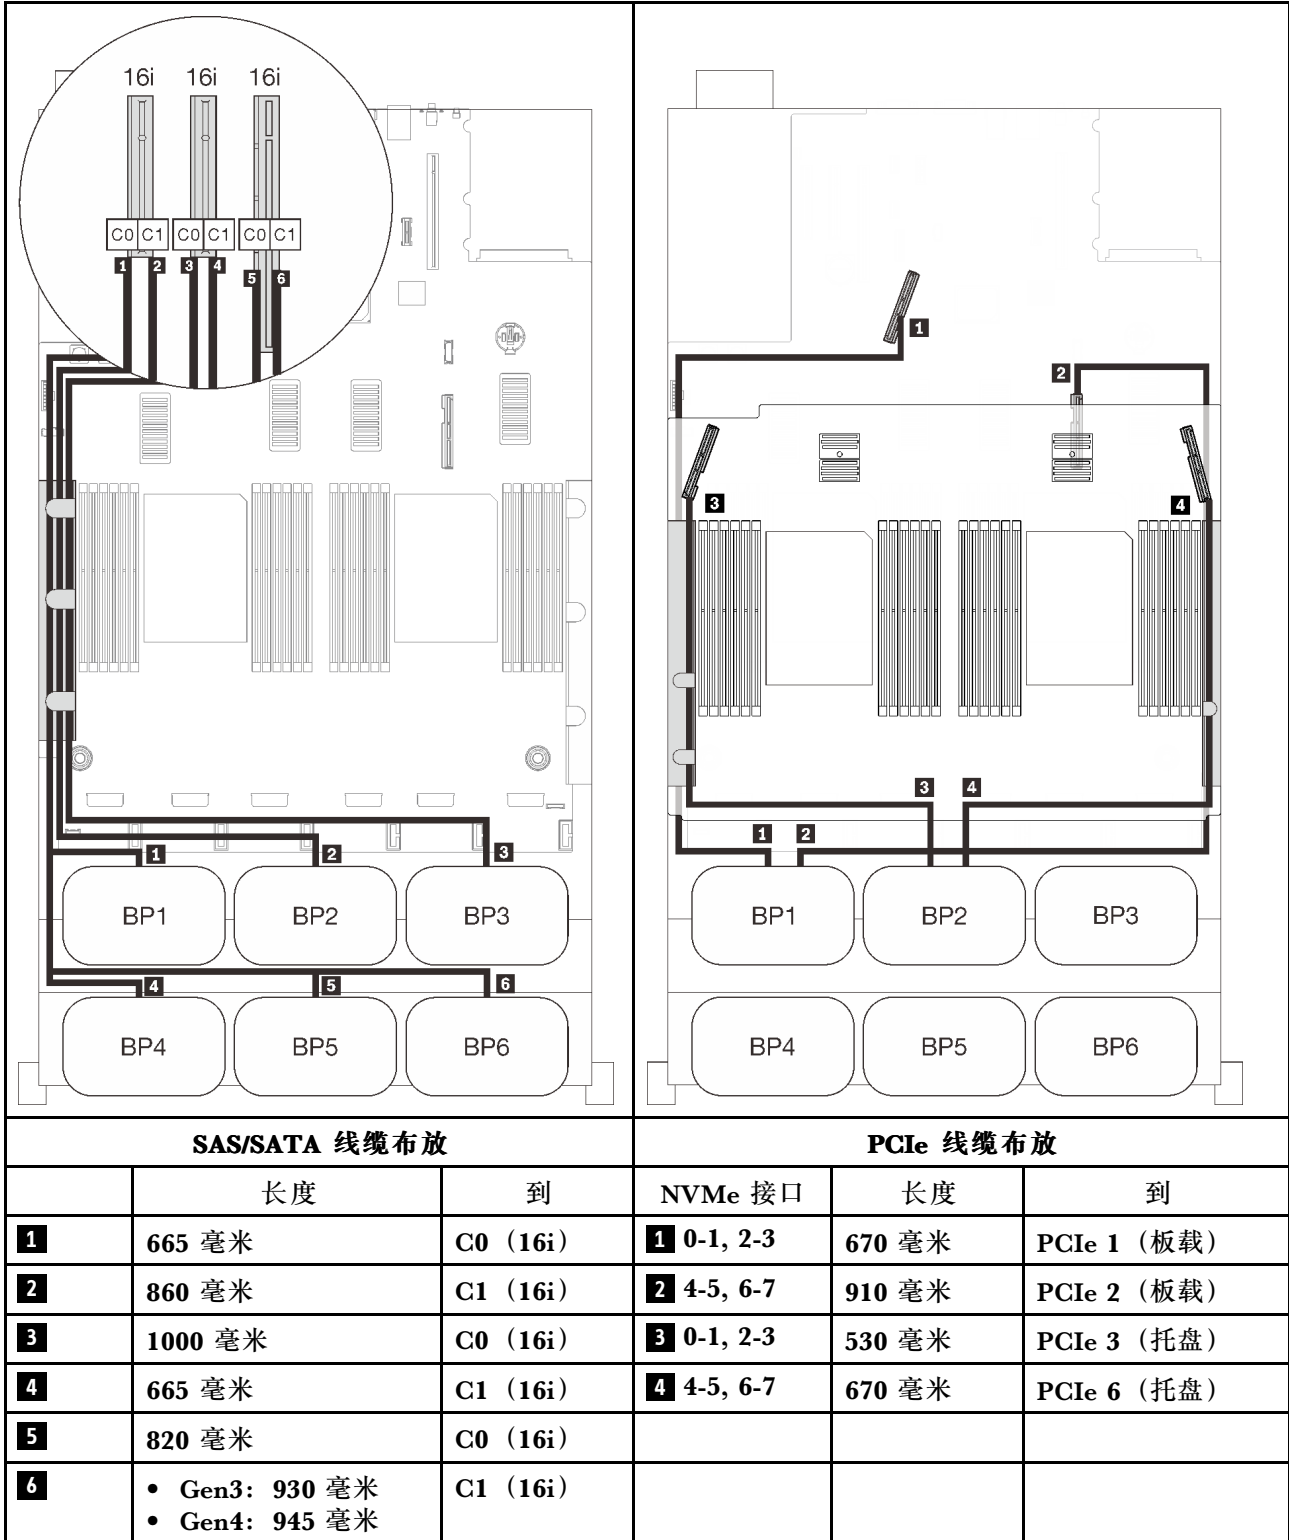 16i 16i 16i
C0 C1 C0 C1 C0 C1
1 2 3 4 5 6
1 2 3
BP1 BP2 BP3
4 5 6
BP4 BP5 BP6
1
2
3 4
3 4
1 2
BP1 BP2 BP3
BP4 BP5 BP6
SAS/SATA 线缆布放 PCIe 线缆布放
长度 到 NVMe 接口 长度 到
1 665 毫米 C0（16i） 1 0-1, 2-3 670 毫米 PCIe 1（板载）
2 860 毫米 C1（16i） 2 4-5, 6-7 910 毫米 PCIe 2（板载）
3 1000 毫米 C0（16i） 3 0-1, 2-3 530 毫米 PCIe 3（托盘）
4 665 毫米 C1（16i） 4 4-5, 6-7 670 毫米 PCIe 6（托盘）
5 820 毫米 C0（16i）
6 • Gen3：930 毫米 C1（16i）
• Gen4：945 毫米